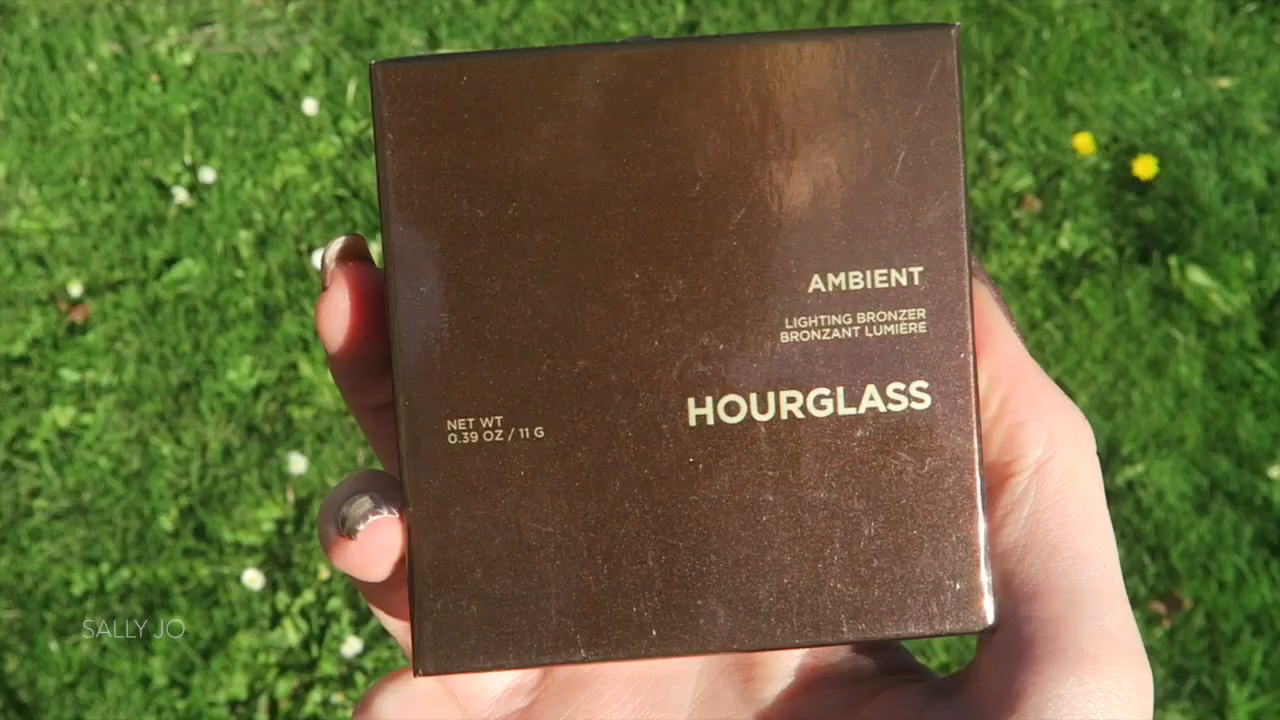 AMBIENT
LIGHTING BRONZER
BRONZANT LUMIÈRE
HOURGLASS
NET WT
0.39 OZ / 11 G
SALLY JO